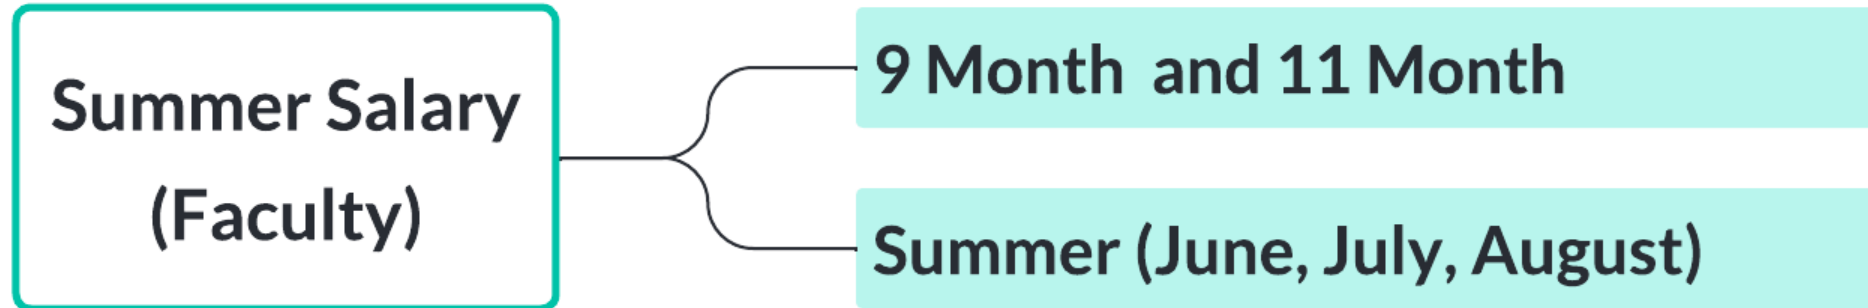 Summer Salary
(Faculty)
9 Month and 11 Month
Summer (June, July, August)